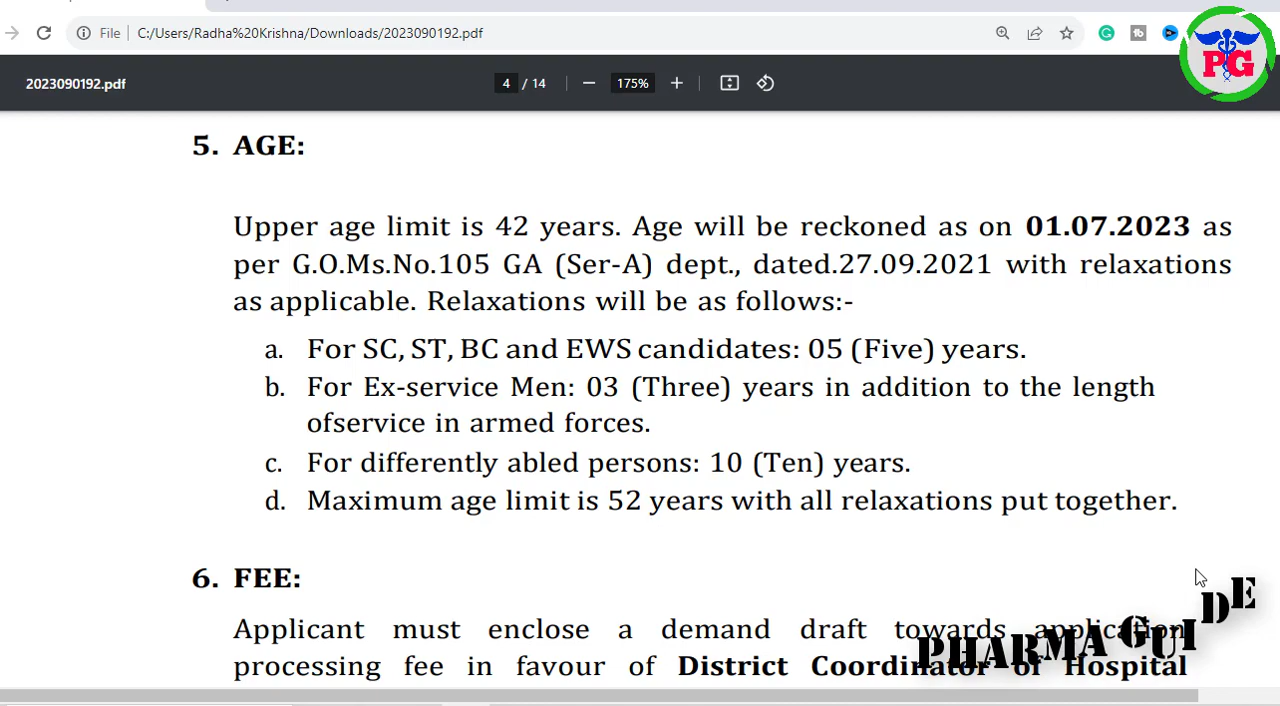 File
C:/Users/Radha%20Krishna/Downloads/2023090192.pdf
PG
2023090192.pdf
4 / 14
175%
5. AGE:
Upper age limit is 42 years. Age will be reckoned as on 01.07.2023 as
per G.O.Ms.No.105 GA (Ser-A) dept., dated.27.09.2021 with relaxations
as applicable. Relaxations will be as follows:-
a. For SC, ST, BC and EWS candidates: 05 (Five) years.
b. For Ex-service Men: 03 (Three) years in addition to the length
ofservice in armed forces.
c. For differently abled persons: 10 (Ten) years.
d. Maximum age limit is 52 years with all relaxations put together.
6. FEE:
Applicant must enclose a demand draft towards application
processing fee in favour of District Coordinator of Hospital
PHARMA GUIDE